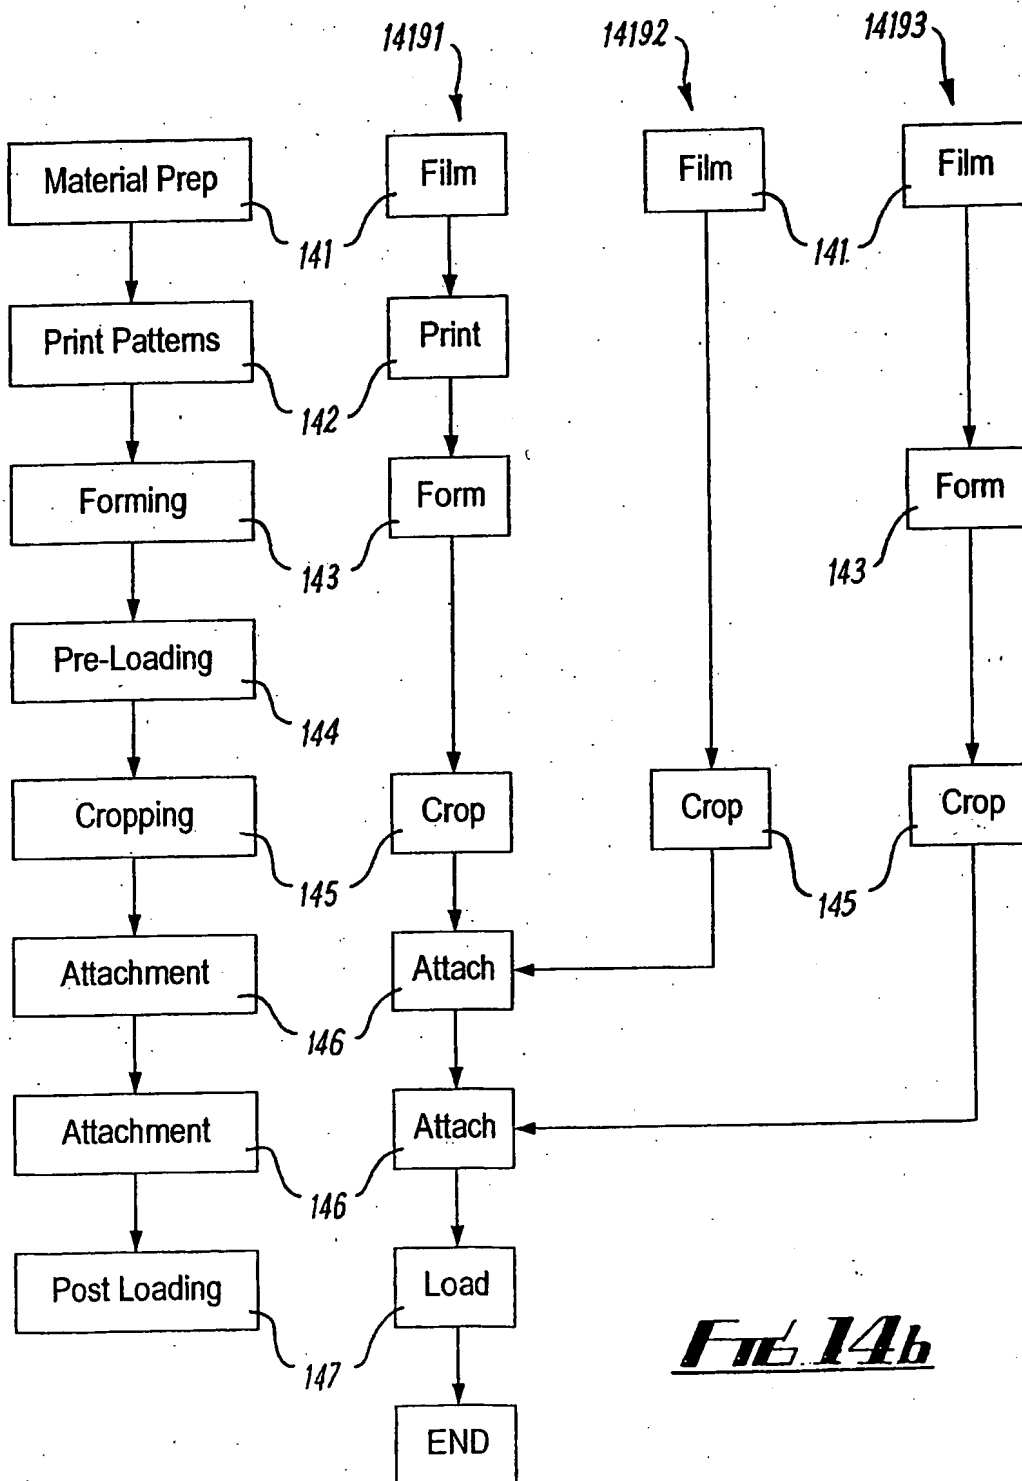 14191 14192 14193
Material Prep Film Film Film
141 141
Print Patterns Print
142
Forming Form Form
143 143
Pre-Loading
144
Cropping Crop Crop Crop
145 145
Attachment Attach
146
Attachment Attach
146
Post Loading Load
147
END
FIG. 14b